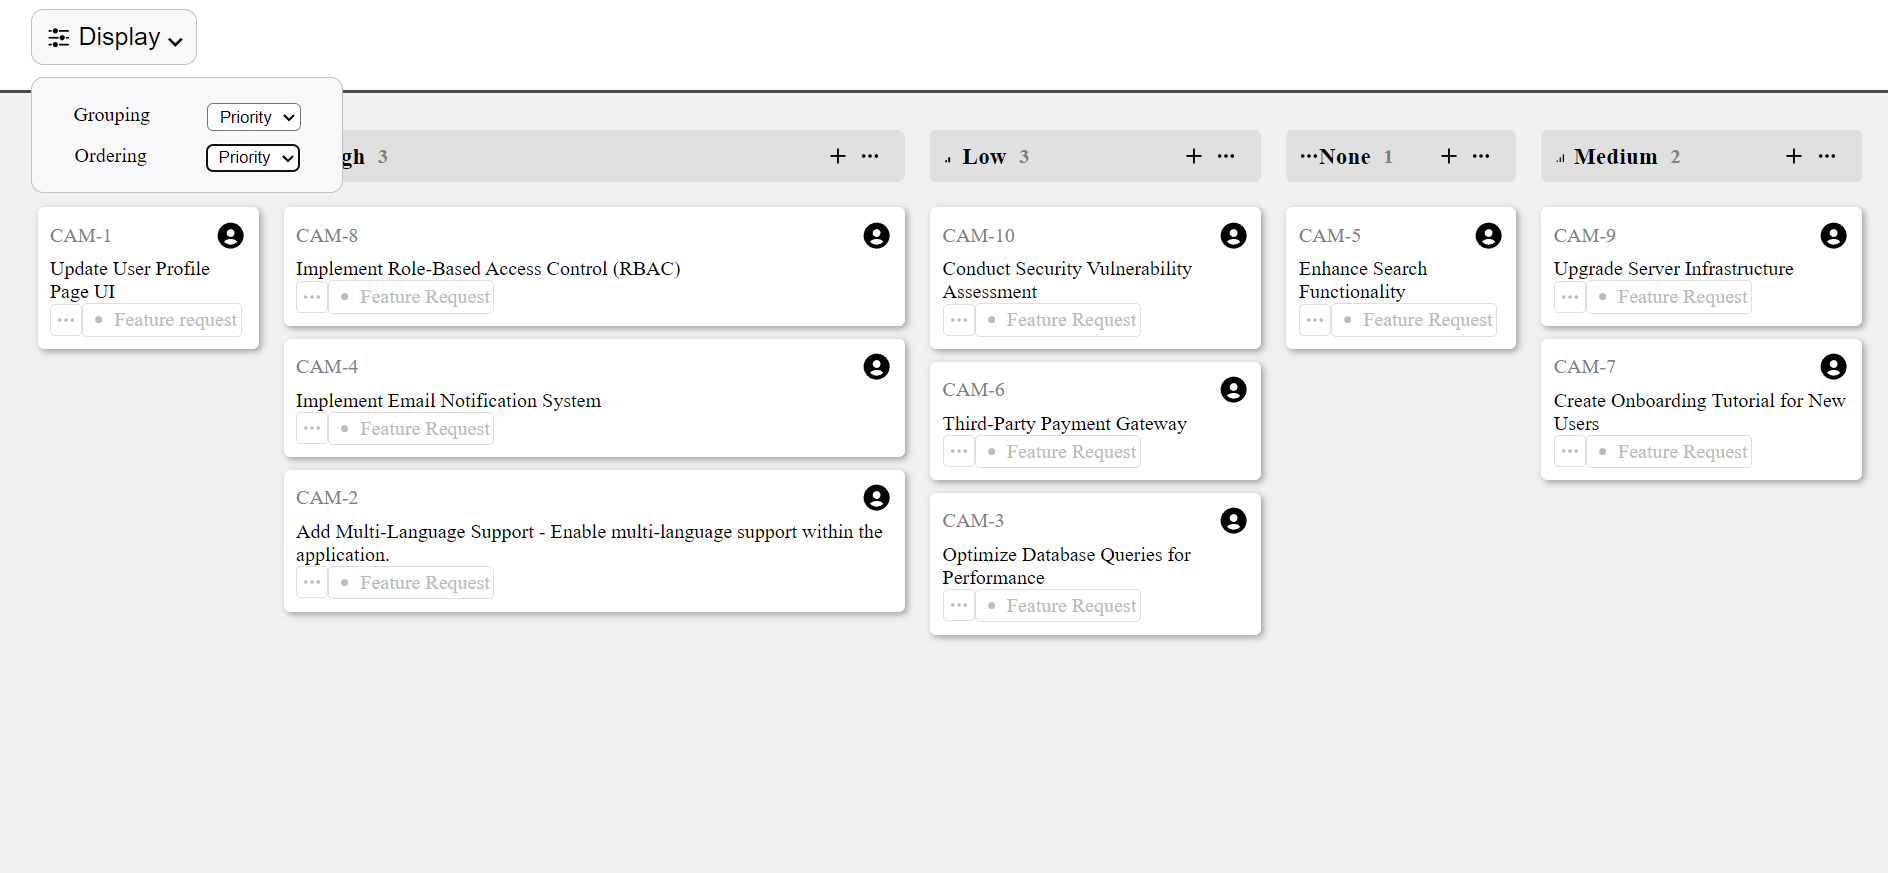 Display
Grouping Priority
Ordering Priority
gh 3
Low 3
None 1
Medium 2
CAM-1
Update User Profile
Page UI
Feature request
CAM-8
Implement Role-Based Access Control (RBAC)
Feature Request
CAM-4
Implement Email Notification System
Feature Request
CAM-2
Add Multi-Language Support - Enable multi-language support within the
application.
Feature Request
CAM-10
Conduct Security Vulnerability
Assessment
Feature Request
CAM-6
Third-Party Payment Gateway
Feature Request
CAM-3
Optimize Database Queries for
Performance
Feature Request
CAM-5
Enhance Search
Functionality
Feature Request
CAM-9
Upgrade Server Infrastructure
Feature Request
CAM-7
Create Onboarding Tutorial for New
Users
Feature Request